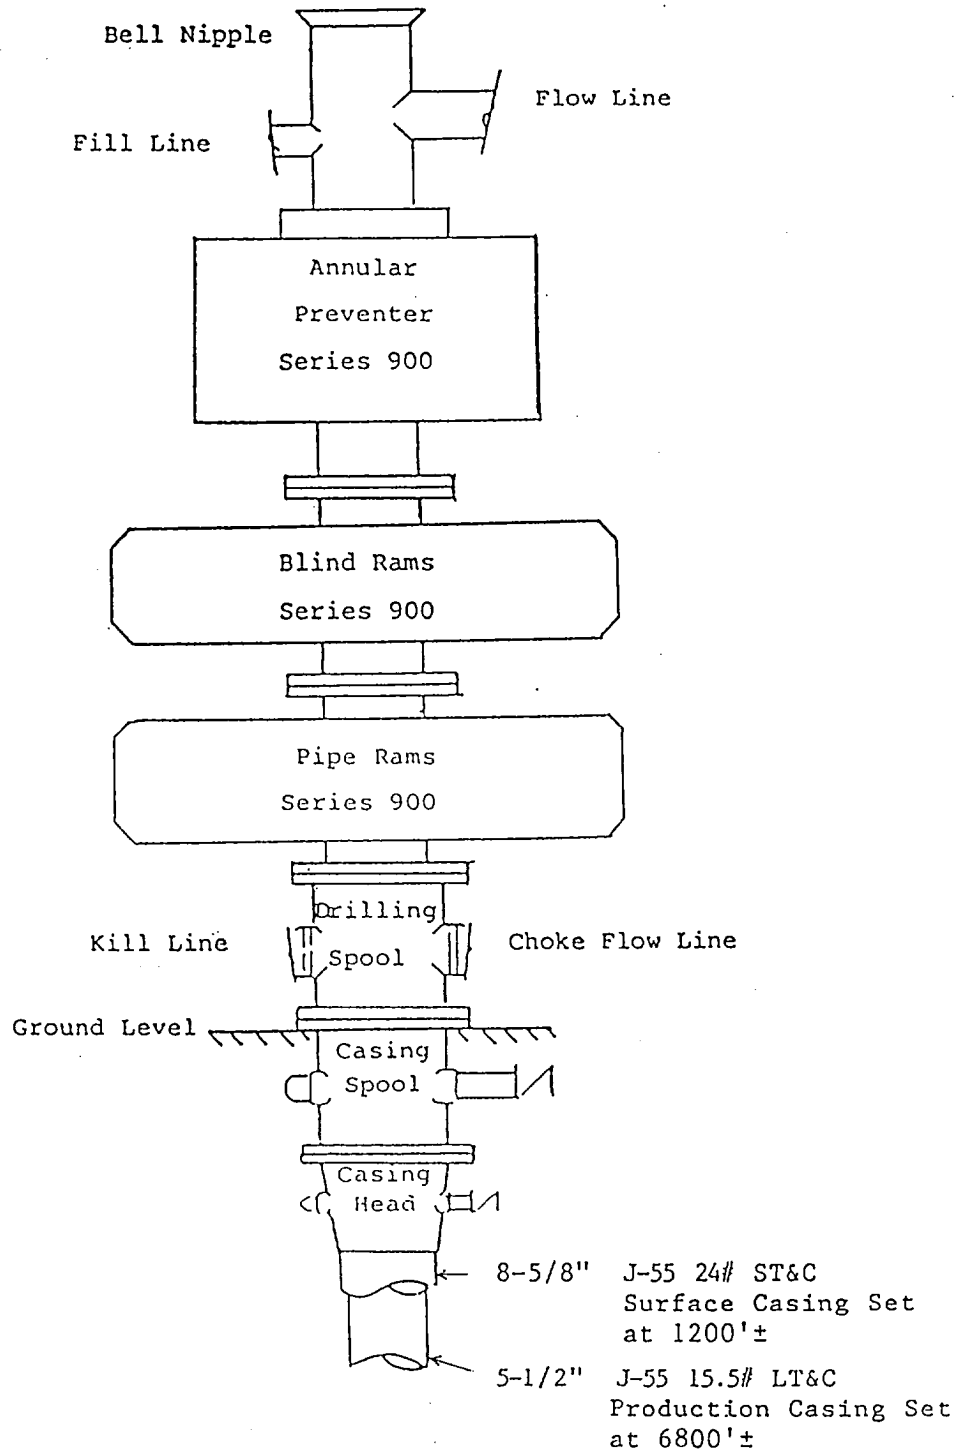 Bell Nipple
Flow Line
Fill Line
Annular
Preventer
Series 900
Blind Rams
Series 900
Pipe Rams
Series 900
Drilling
Spool
Kill Line
Choke Flow Line
Ground Level
Casing
Spool
Casing
Head
8-5/8" J-55 24# ST&C
Surface Casing Set
at 1200'±
5-1/2" J-55 15.5# LT&C
Production Casing Set
at 6800'±